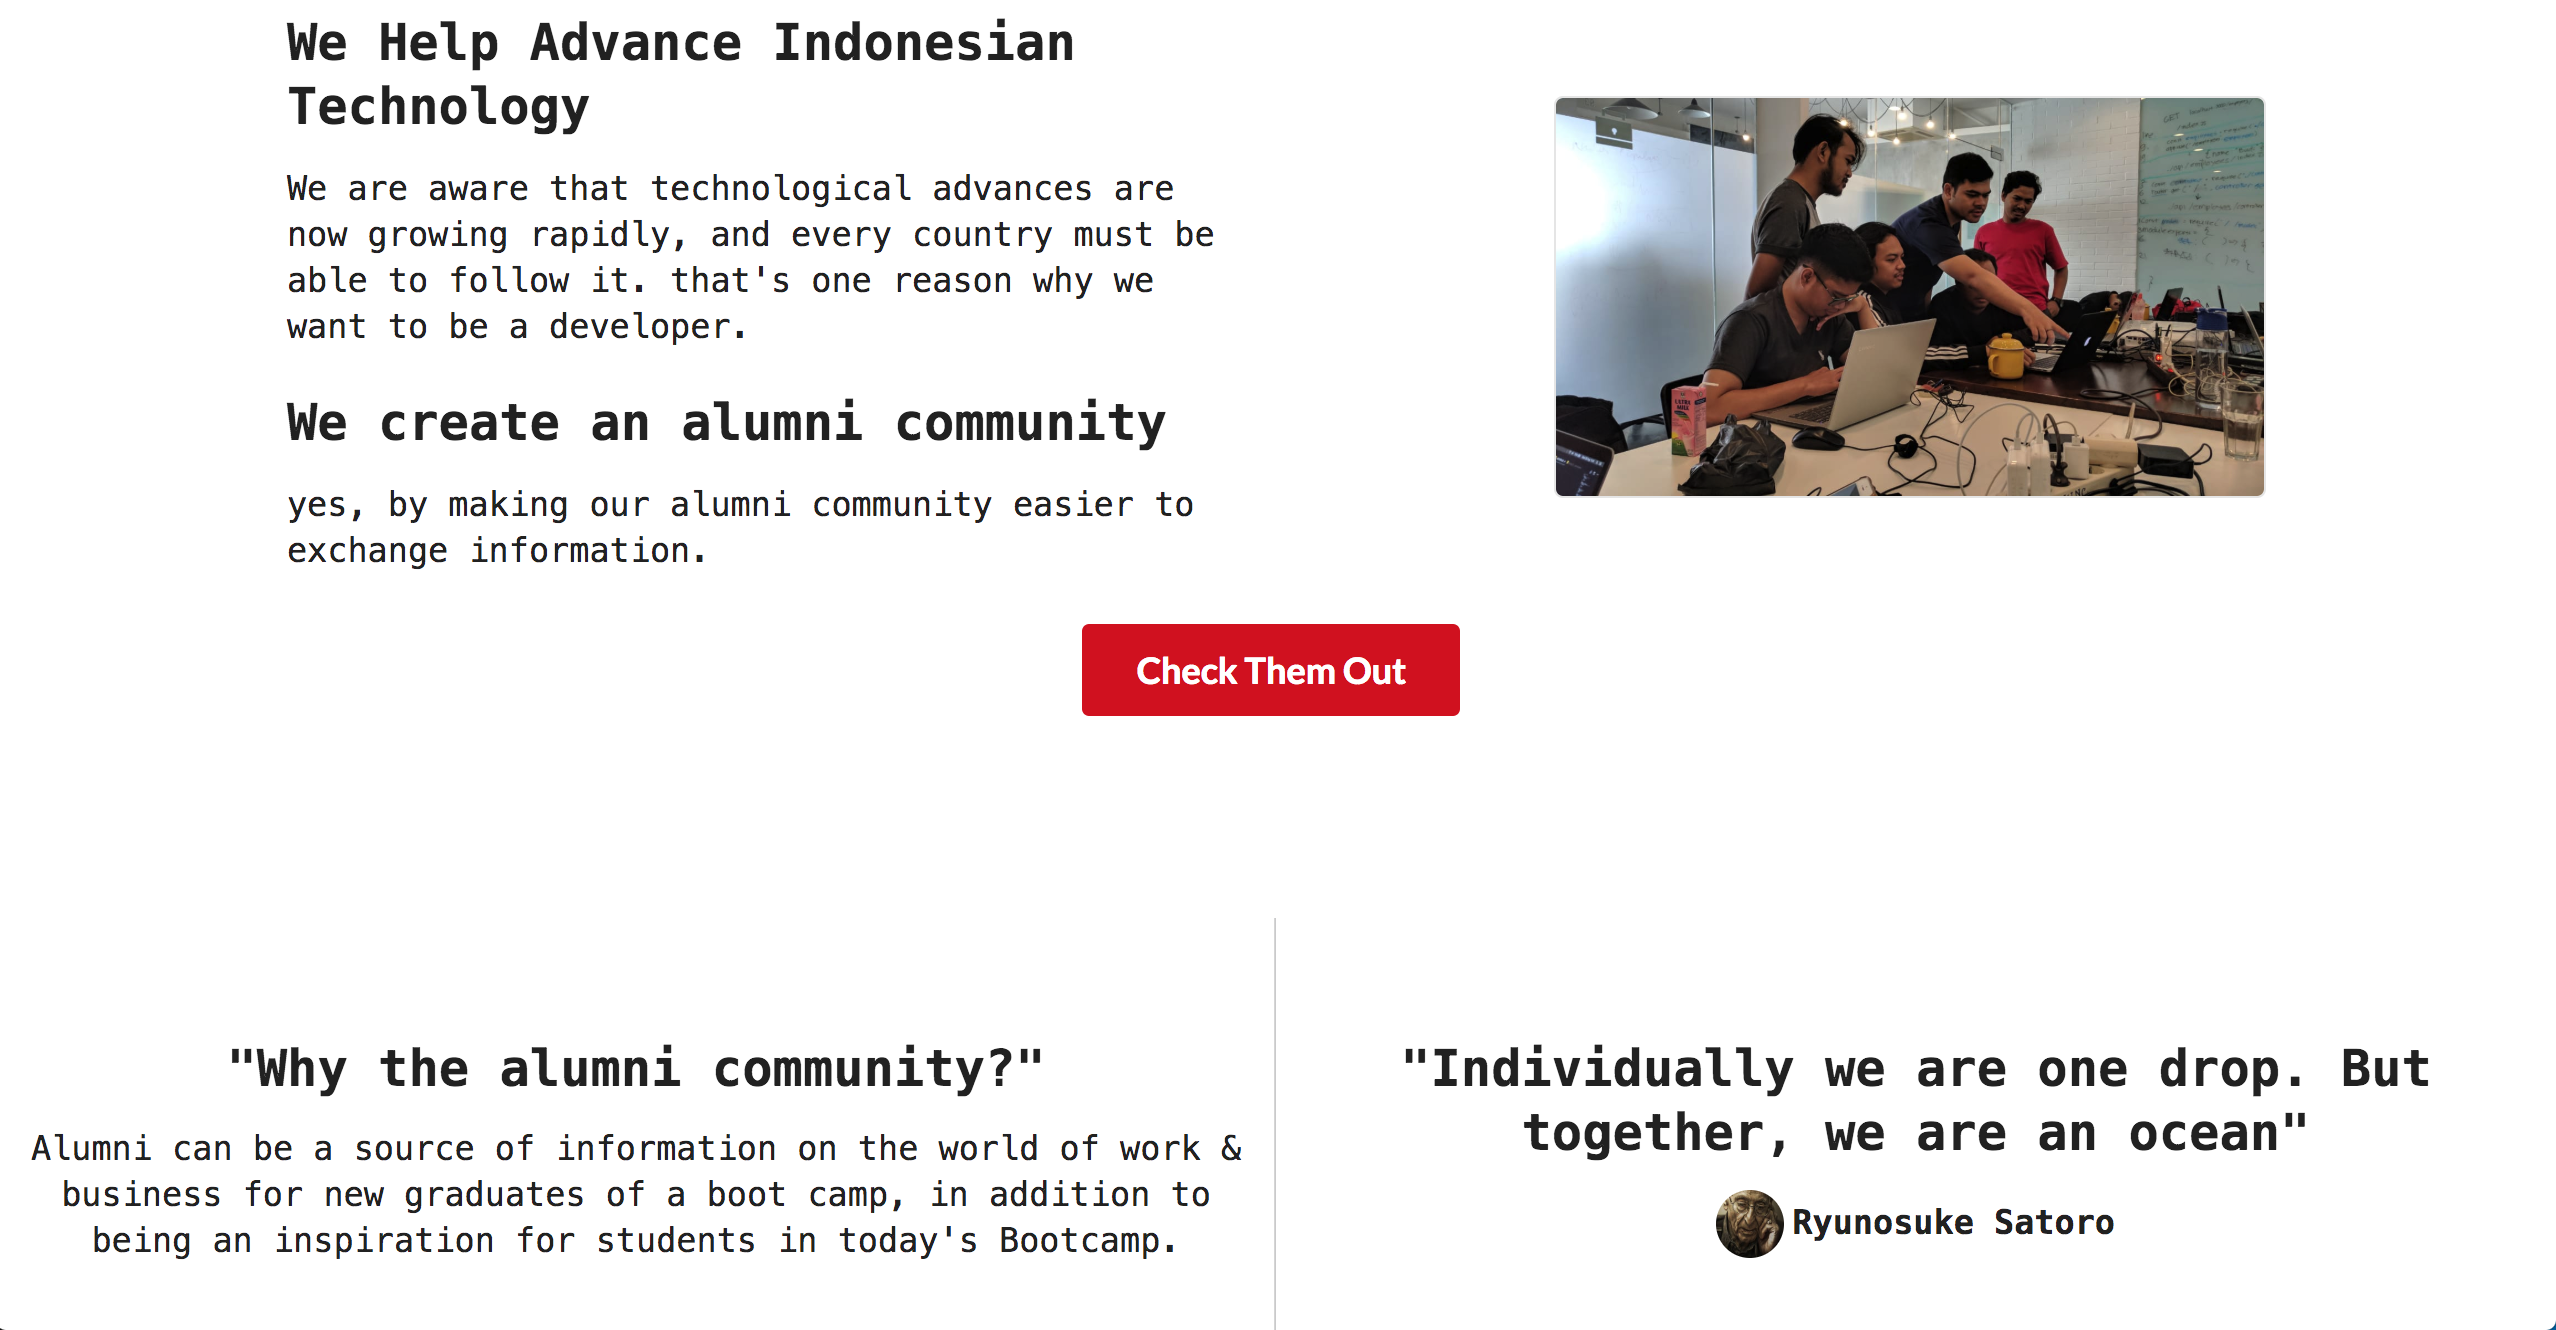 We Help Advance Indonesian
Technology
We are aware that technological advances are
now growing rapidly, and every country must be
able to follow it. that's one reason why we
want to be a developer.
We create an alumni community
yes, by making our alumni community easier to
exchange information.
ULTRA
MILK
Check Them Out
"Why the alumni community?"
Alumni can be a source of information on the world of work &
business for new graduates of a boot camp, in addition to
being an inspiration for students in today's Bootcamp.
"Individually we are one drop. But
together, we are an ocean"
Ryunosuke Satoro